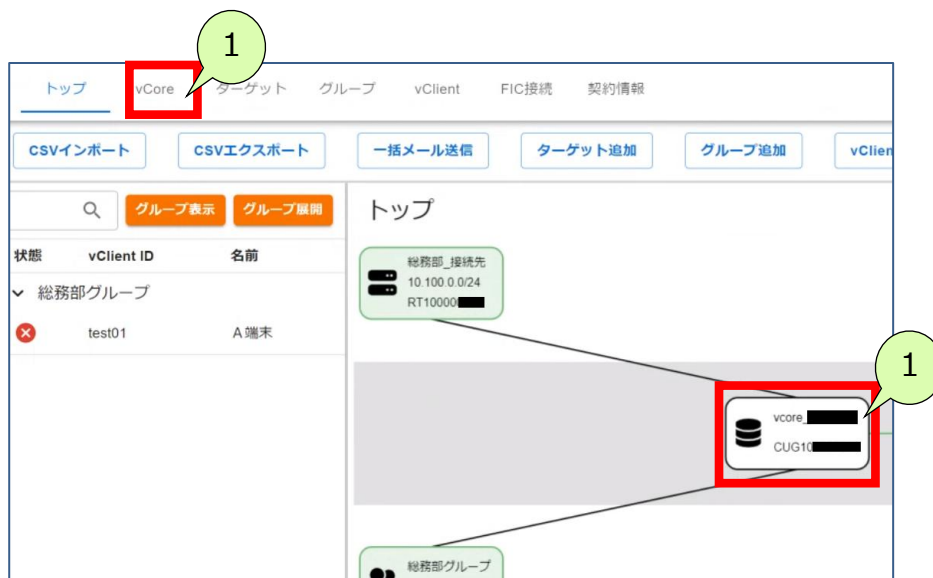 1
トップ vCore ターゲット グループ vClient FIC接続 契約情報
CSVインポート CSVエクスポート 一括メール送信 ターゲット追加 グループ追加 vClien
グループ表示 グループ展開
トップ
状態 vClient ID 名前
総務部グループ
test01 A端末
総務部_接続先
10.100.0.0/24
RT10000
1
vcore_
CUG10
総務部グループ